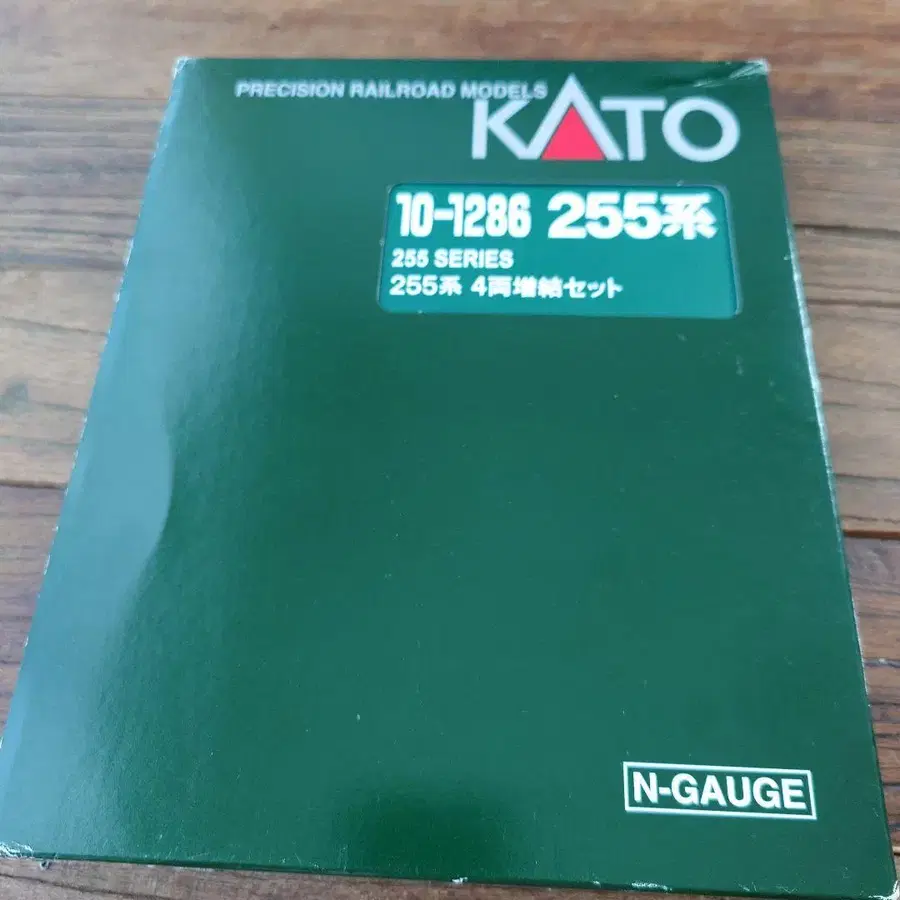 PRECISION RAILROAD MODELS
KATO
10-1286 255系
255 SERIES
255系 4両増結セット
N-GAUGE